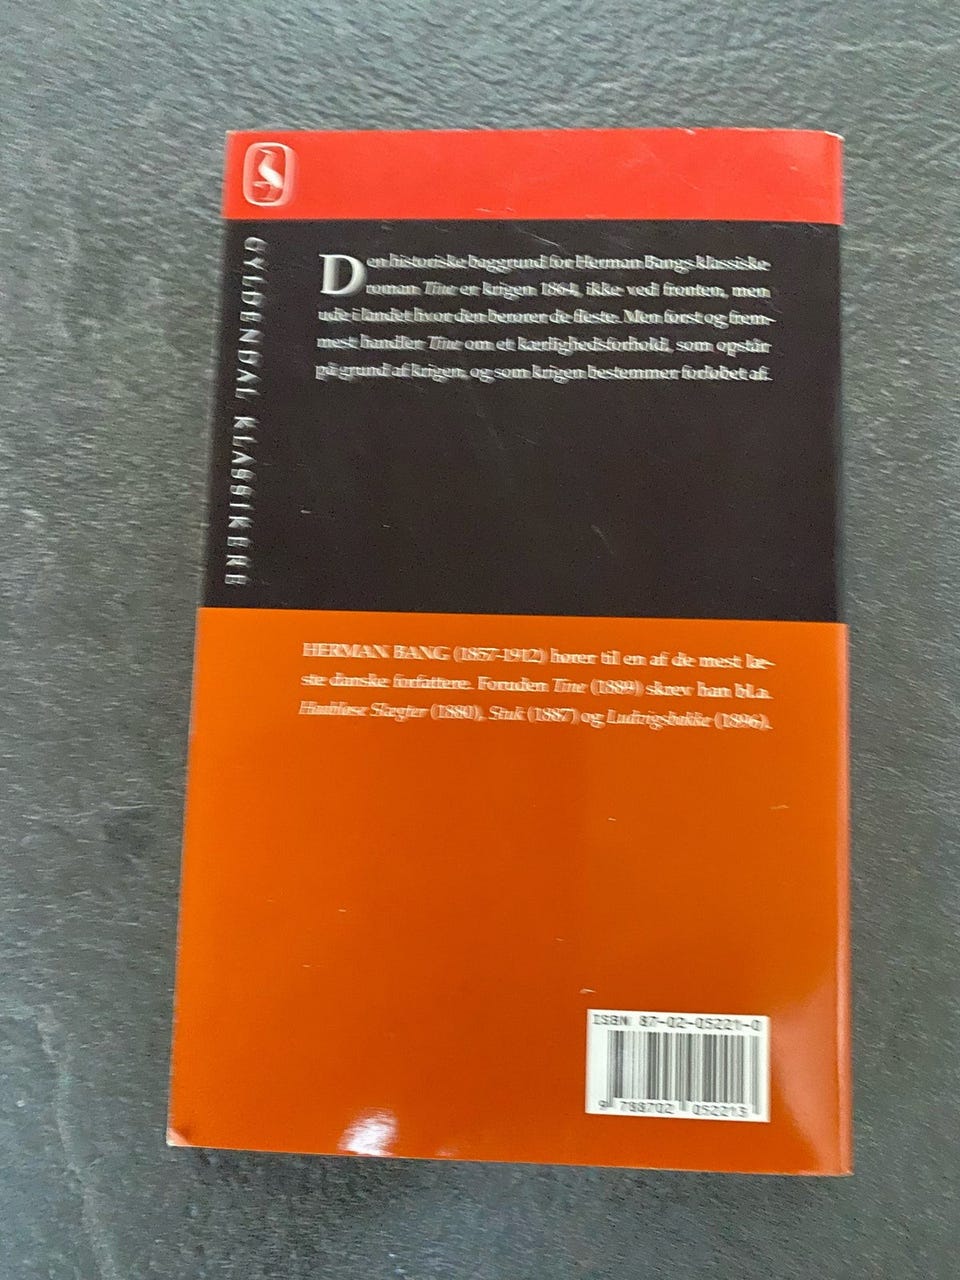 GYLDENDAL KLASSIKERE
Den historiske baggrund for Herman Bangs klassiske
roman Tine er krigen 1864, ikke ved fronten, men
ude i landet hvor den berører de fleste. Men først og frem-
mest handler Tine om et kærlighedsforhold, som opstår
på grund af krigen, og som krigen bestemmer forløbet af.
HERMAN BANG (1857-1912) hører til en af de mest læ-
ste danske forfattere. Foruden Tine (1889) skrev han bl.a.
Haabløse Slægter (1880), Stuk (1887) og Ludvigsbakke (1896).
ISBN 87-02-05221-0
9 788702 052213